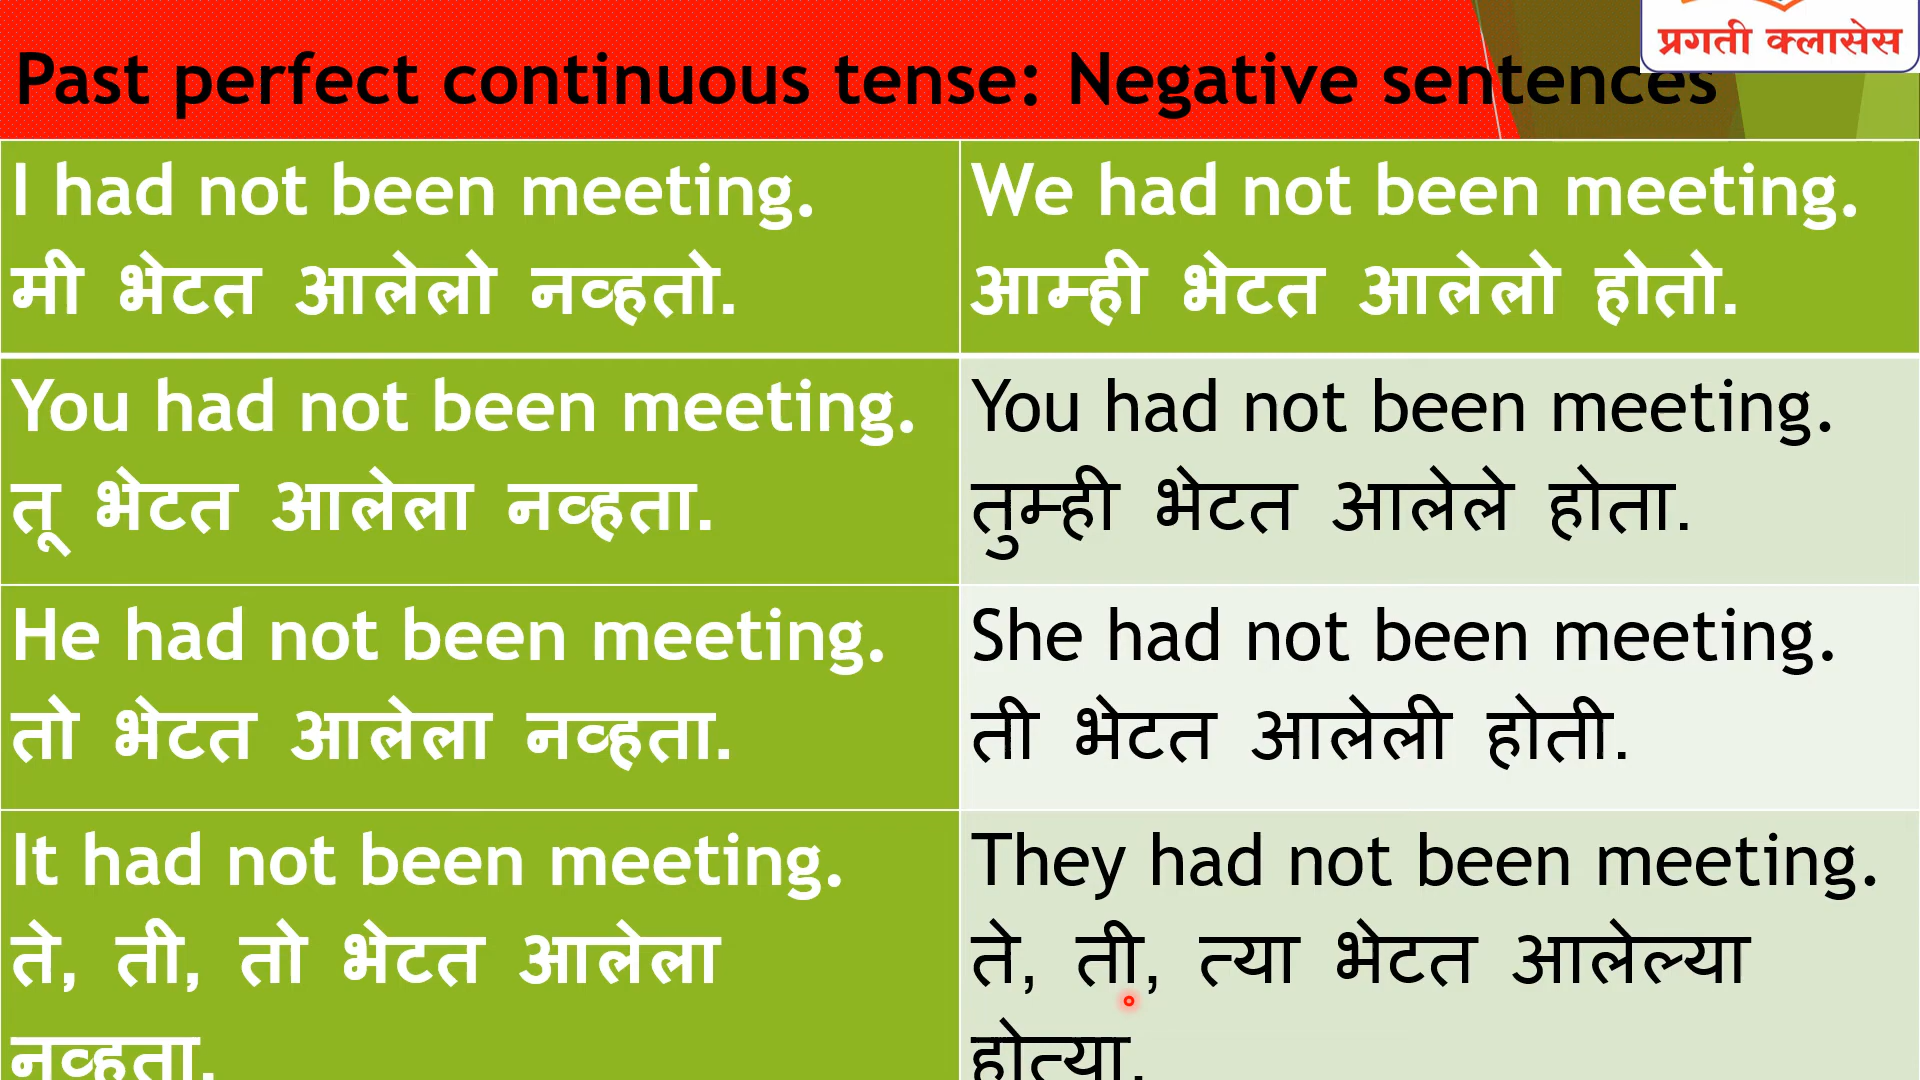 प्रगती क्लासेस
Past perfect continuous tense: Negative sentences
I had not been meeting.
मी भेटत आलेलो नव्हतो.
We had not been meeting.
आम्ही भेटत आलेलो होतो.
You had not been meeting.
तू भेटत आलेला नव्हता.
You had not been meeting.
तुम्ही भेटत आलेले होता.
He had not been meeting.
तो भेटत आलेला नव्हता.
She had not been meeting.
ती भेटत आलेली होती.
It had not been meeting.
ते, ती, तो भेटत आलेला
नव्हता.
They had not been meeting.
ते, ती, त्या भेटत आलेल्या
होत्या.